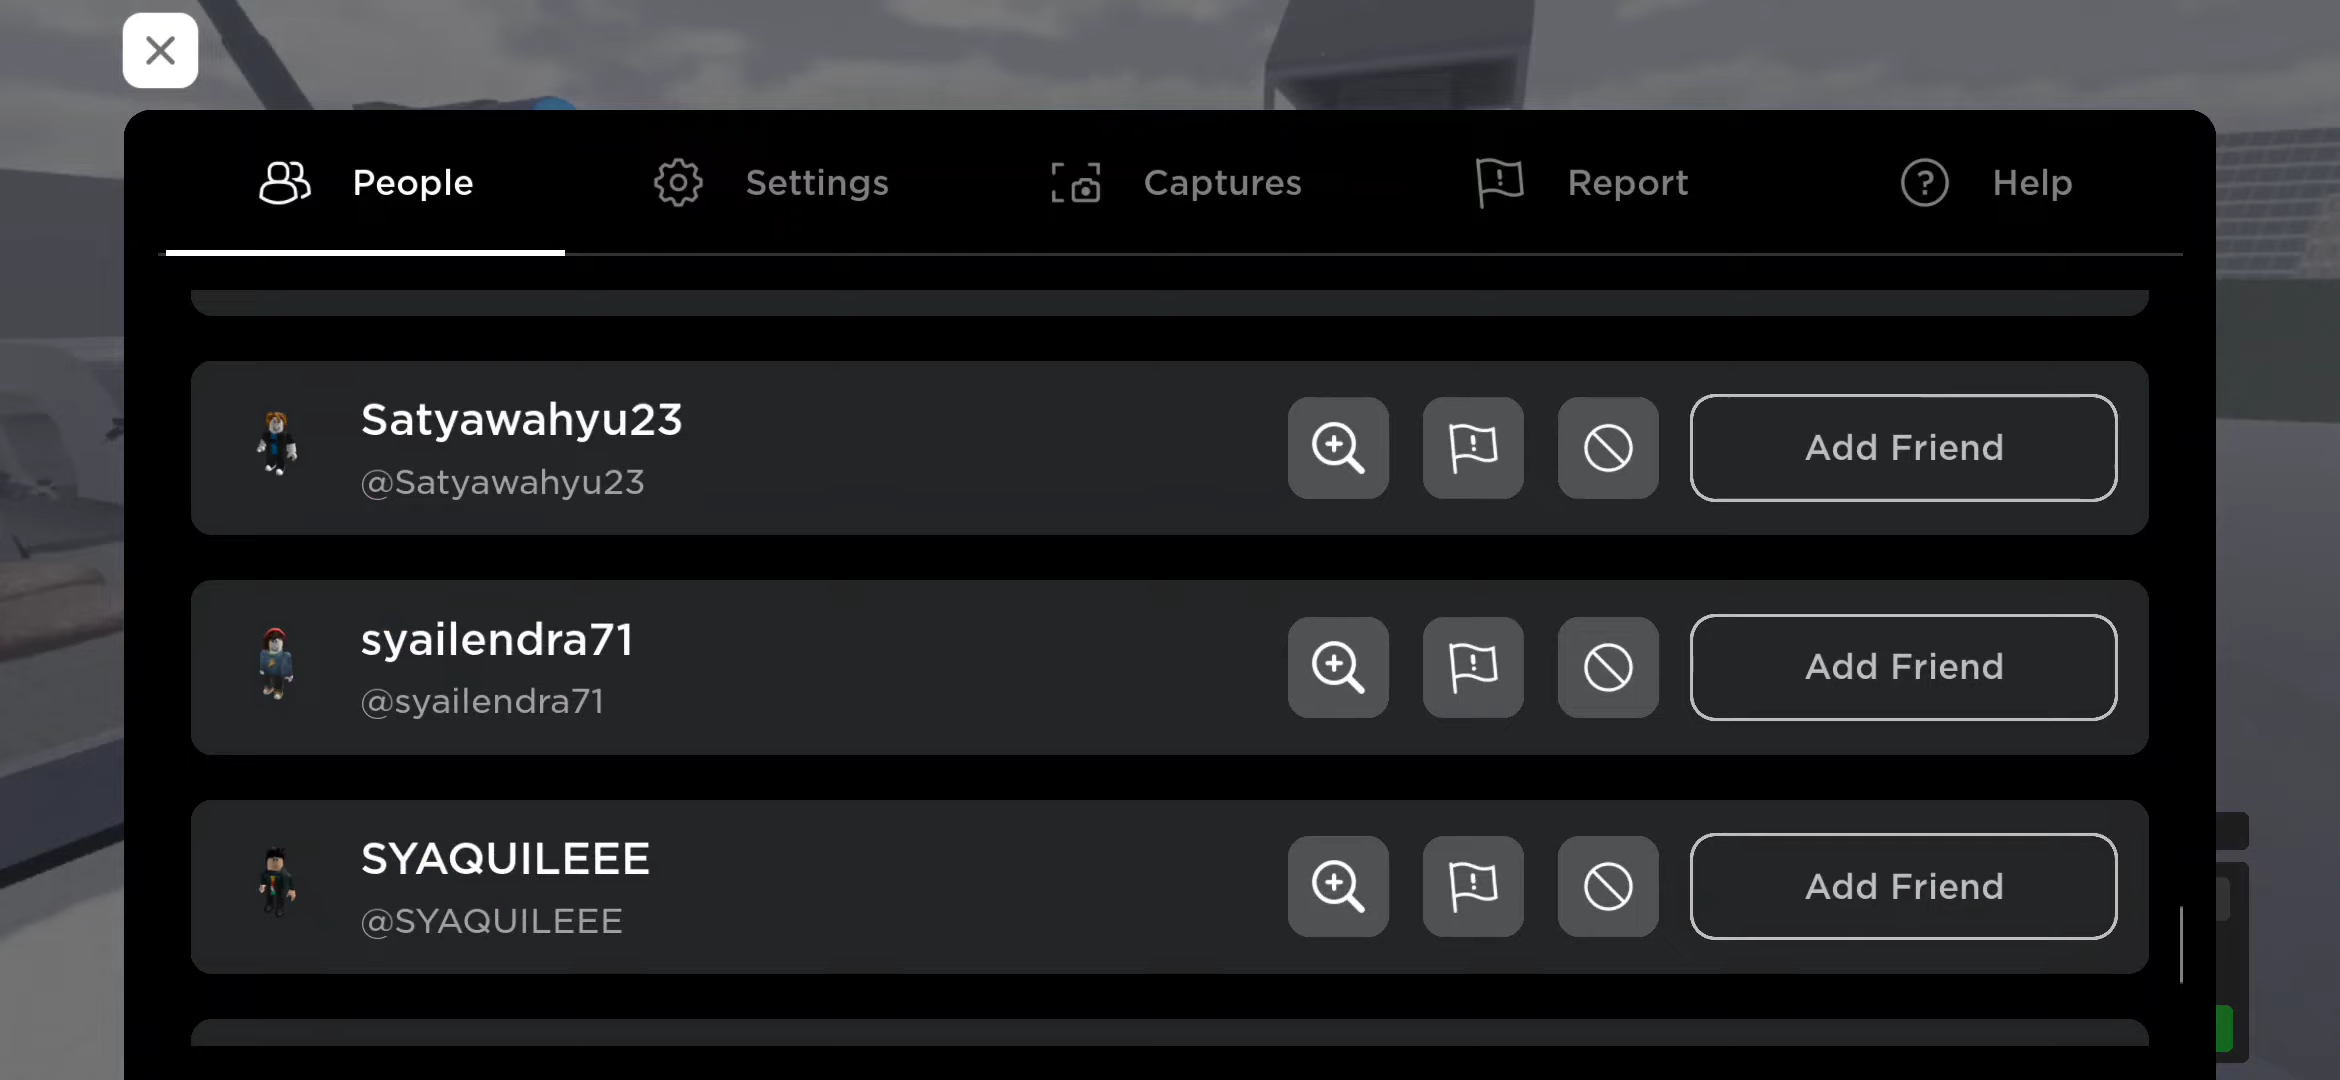 People
Settings
Captures
Report
Help
Satyawahyu23
@Satyawahyu23
Add Friend
syailendra71
@syailendra71
Add Friend
SYAQUILEEE
@SYAQUILEEE
Add Friend